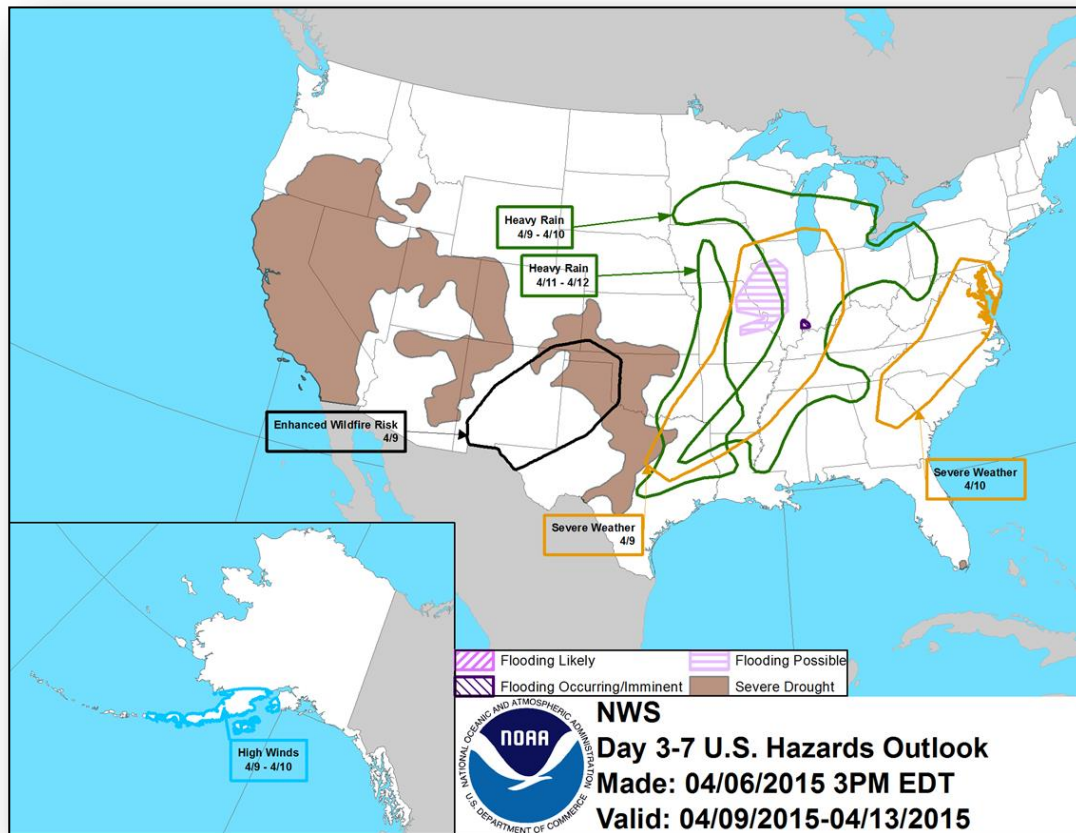 Heavy Rain
4/9 - 4/10
Heavy Rain
4/11 - 4/12
Enhanced Wildfire Risk
4/9
Severe Weather
4/10
Severe Weather
4/9
High Winds
4/9 - 4/10
Flooding Likely
Flooding Possible
Flooding Occurring/Imminent
Severe Drought
NATIONAL OCEANIC AND ATMOSPHERIC ADMINISTRATION
NOAA
U.S. DEPARTMENT OF COMMERCE
NWS
Day 3-7 U.S. Hazards Outlook
Made: 04/06/2015 3PM EDT
Valid: 04/09/2015-04/13/2015